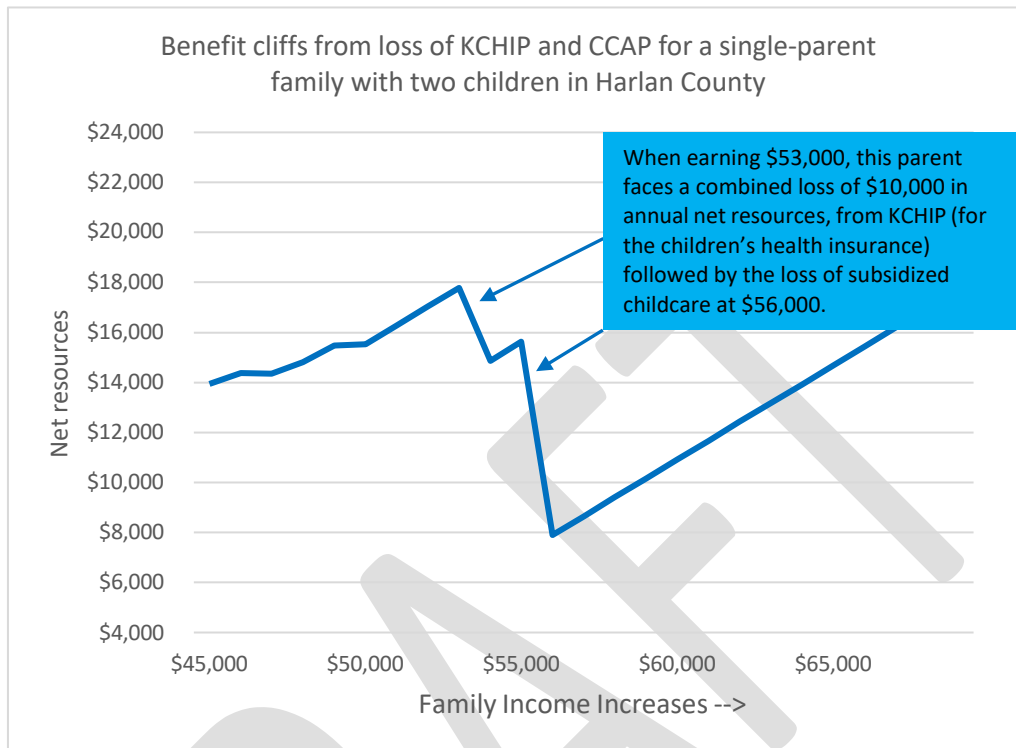 Benefit cliffs from loss of KCHIP and CCAP for a single-parent
family with two children in Harlan County
$24,000
$22,000
$20,000
$18,000
$16,000
$14,000
$12,000
$10,000
$8,000
$6,000
$4,000
Net resources
When earning $53,000, this parent
faces a combined loss of $10,000 in
annual net resources, from KCHIP (for
the children’s health insurance)
followed by the loss of subsidized
childcare at $56,000.
$45,000 $50,000 $55,000 $60,000 $65,000
Family Income Increases -->
DRAFT